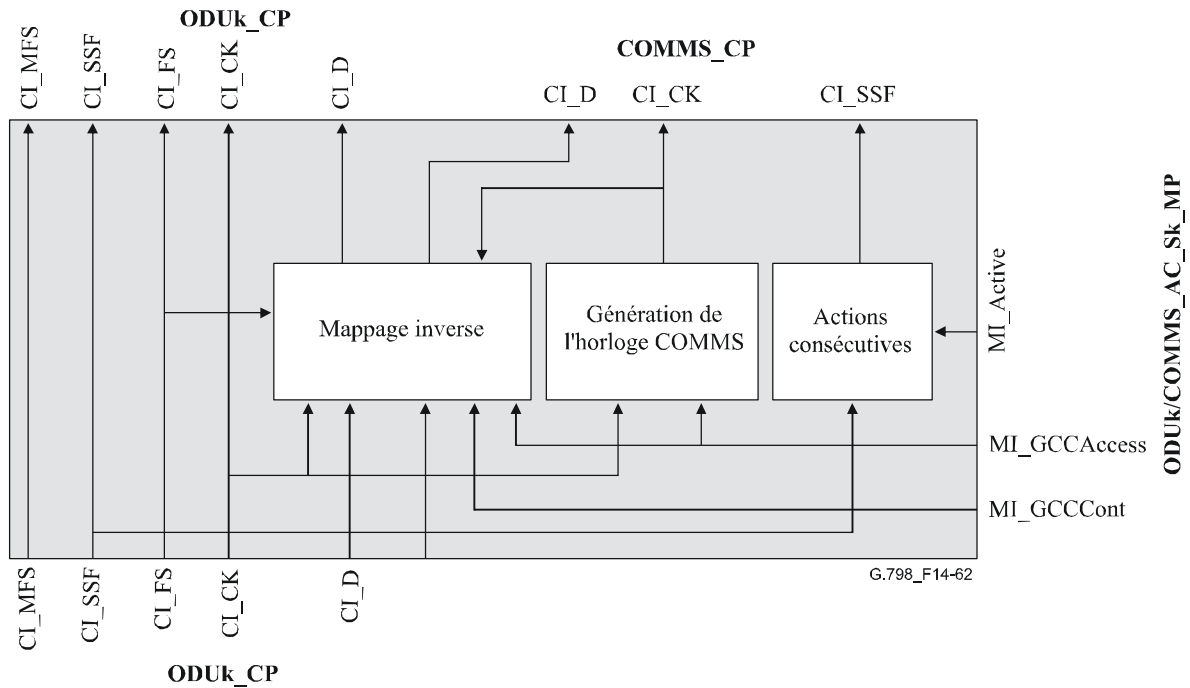 ODUk_CP
COMMS_CP
CI_MFS
CI_SSF
CI_FS
CI_CK
CI_D
CI_D
CI_CK
CI_SSF
Mappage inverse
Génération de
l'horloge COMMS
Actions
consécutives
MI_Active
ODUk/COMMS_AC_Sk_MP
MI_GCCAccess
MI_GCCCont
G.798_F14-62
CI_MFS
CI_SSF
CI_FS
CI_CK
CI_D
ODUk_CP